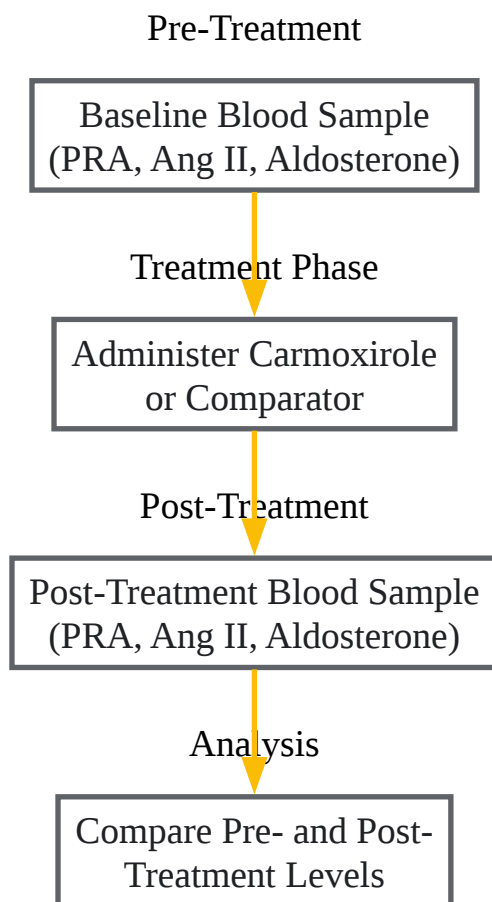 Pre-Treatment
Baseline Blood Sample
(PRA, Ang II, Aldosterone)
Treatment Phase
Administer Carmoxirole
or Comparator
Post-Treatment
Post-Treatment Blood Sample
(PRA, Ang II, Aldosterone)
Analysis
Compare Pre- and Post-
Treatment Levels